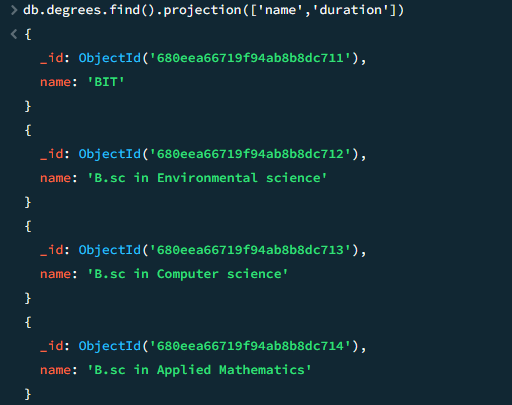 > db.degrees.find().projection(['name','duration'])
< {
_id: ObjectId('680eea66719f94ab8b8dc711'),
name: 'BIT'
}
{
_id: ObjectId('680eea66719f94ab8b8dc712'),
name: 'B.sc in Environmental science'
}
{
_id: ObjectId('680eea66719f94ab8b8dc713'),
name: 'B.sc in Computer science'
}
{
_id: ObjectId('680eea66719f94ab8b8dc714'),
name: 'B.sc in Applied Mathematics'
}